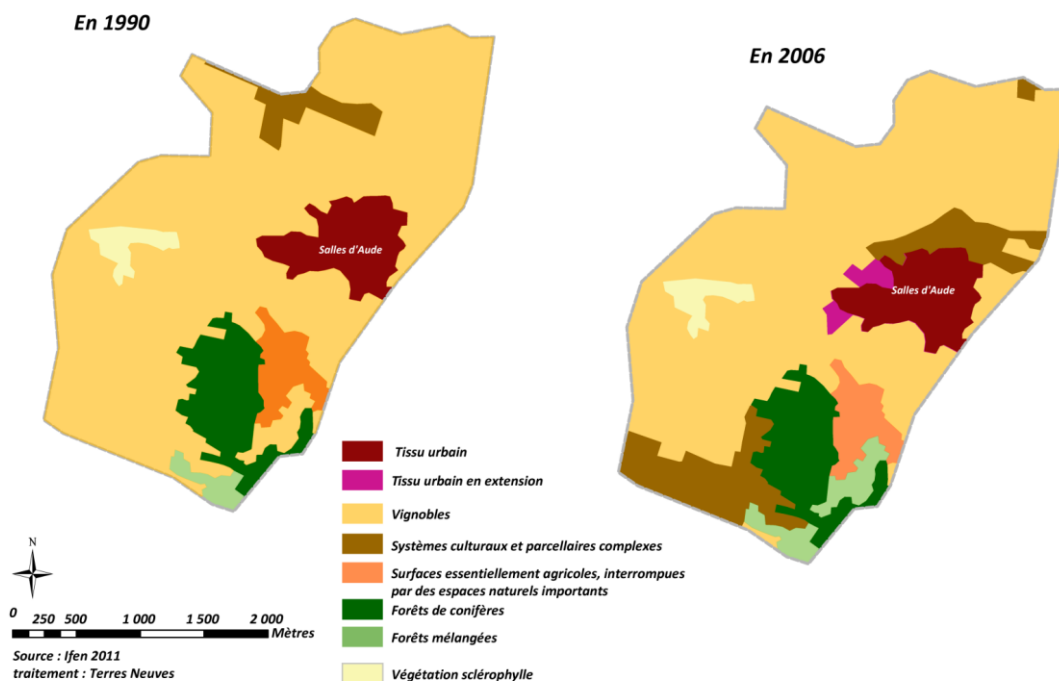 En 1990
En 2006
Salles d'Aude
Salles d'Aude
Tissu urbain
Tissu urbain en extension
Vignobles
Systèmes culturaux et parcellaires complexes
Surfaces essentiellement agricoles, interrompues
par des espaces naturels importants
Forêts de conifères
Forêts mélangées
Végétation sclérophylle
N
0 250 500 1 000 1 500 2 000
Mètres
Source : Ifen 2011
traitement : Terres Neuves